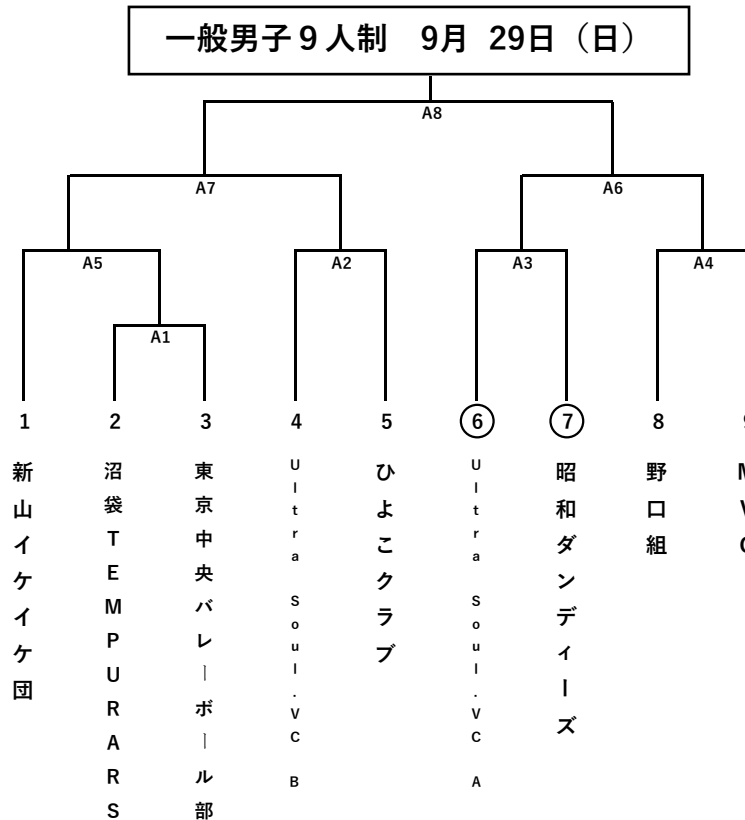 一般男子９人制　9月 29日（日）
A8
A7
A6
A5
A2
A3
A4
A1
1
2
3
4
5
6
7
8
新山イケイケ団
沼袋TEMPURARS
東京中央バレーボール部
Ultra Soul.VC B
ひよこクラブ
Ultra Soul.VC A
昭和ダンディーズ
野口組